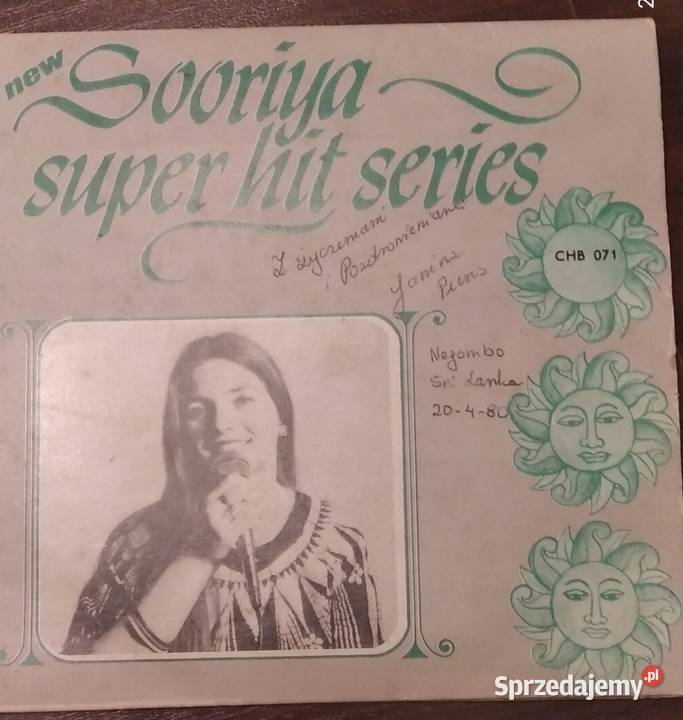 new
Sooriya
super hit series
Z życzeniami
i Pozdrowieniami
Janina
CHB 071
Negombo
Sri Lanka
20-4-80
Sprzedajemy.pl